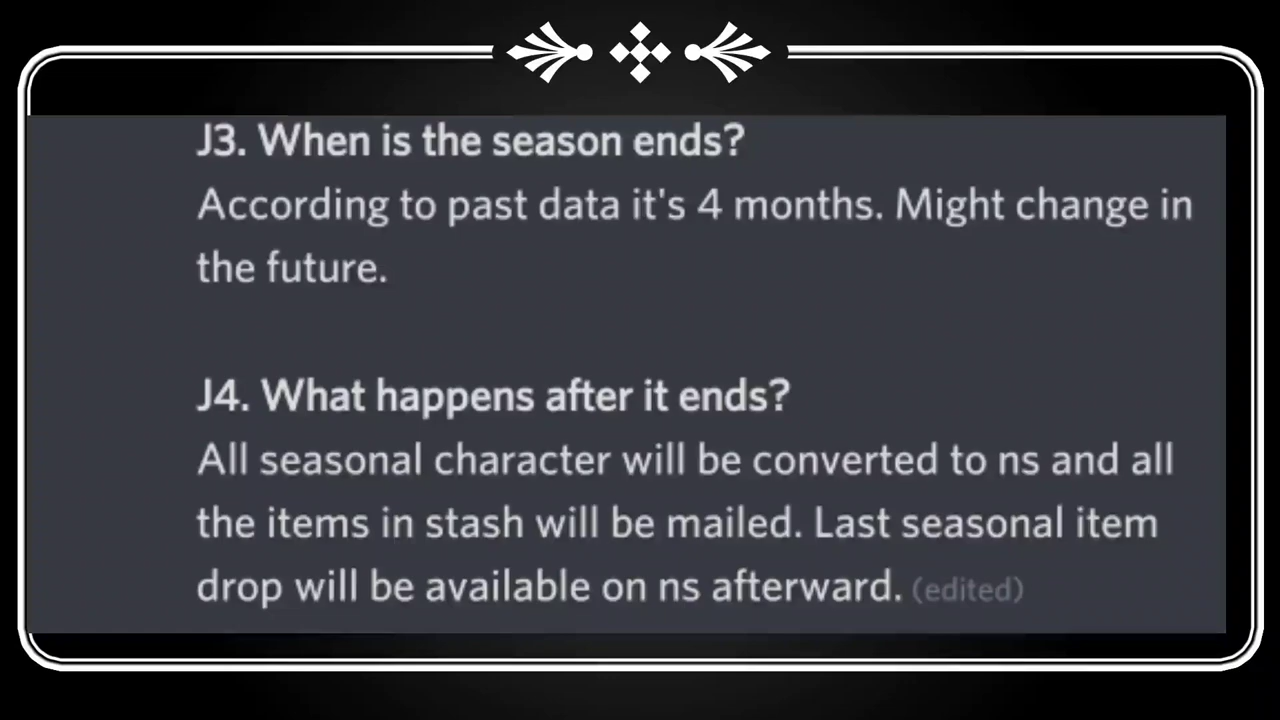 J3. When is the season ends?
According to past data it's 4 months. Might change in
the future.
J4. What happens after it ends?
All seasonal character will be converted to ns and all
the items in stash will be mailed. Last seasonal item
drop will be available on ns afterward. (edited)